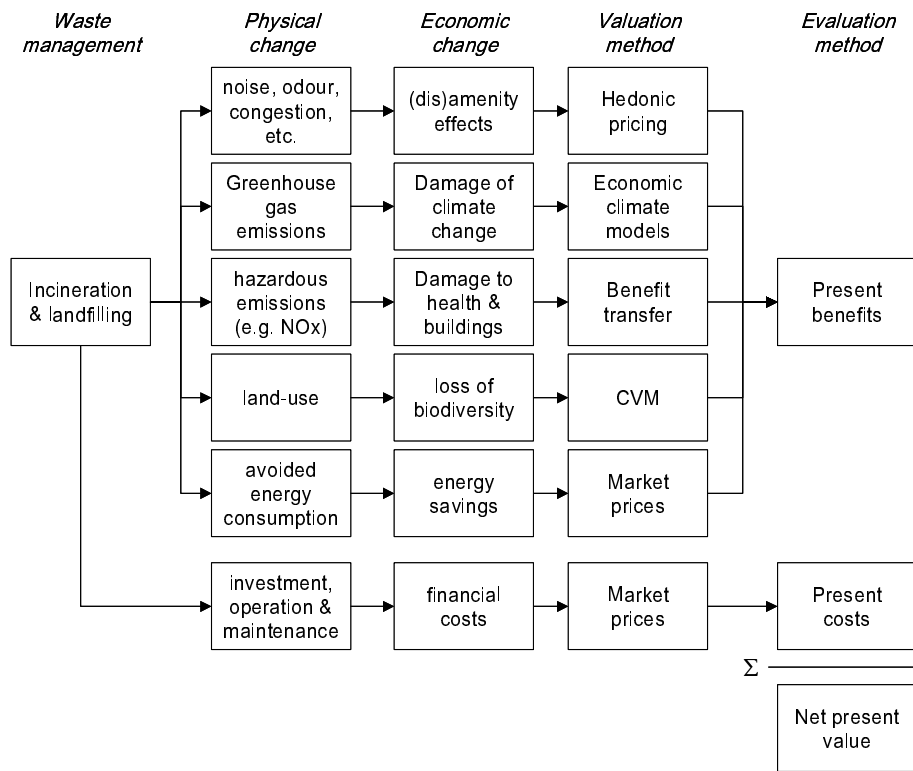 Waste
management
Physical
change
Economic
change
Valuation
method
Evaluation
method
noise, odour,
congestion,
etc.
(dis)amenity
effects
Hedonic
pricing
Greenhouse
gas
emissions
Damage of
climate
change
Economic
climate
models
Incineration
& landfilling
hazardous
emissions
(e.g. NOx)
Damage to
health &
buildings
Benefit
transfer
Present
benefits
land-use
loss of
biodiversity
CVM
avoided
energy
consumption
energy
savings
Market
prices
investment,
operation &
maintenance
financial
costs
Market
prices
Present
costs
Σ
Net present
value